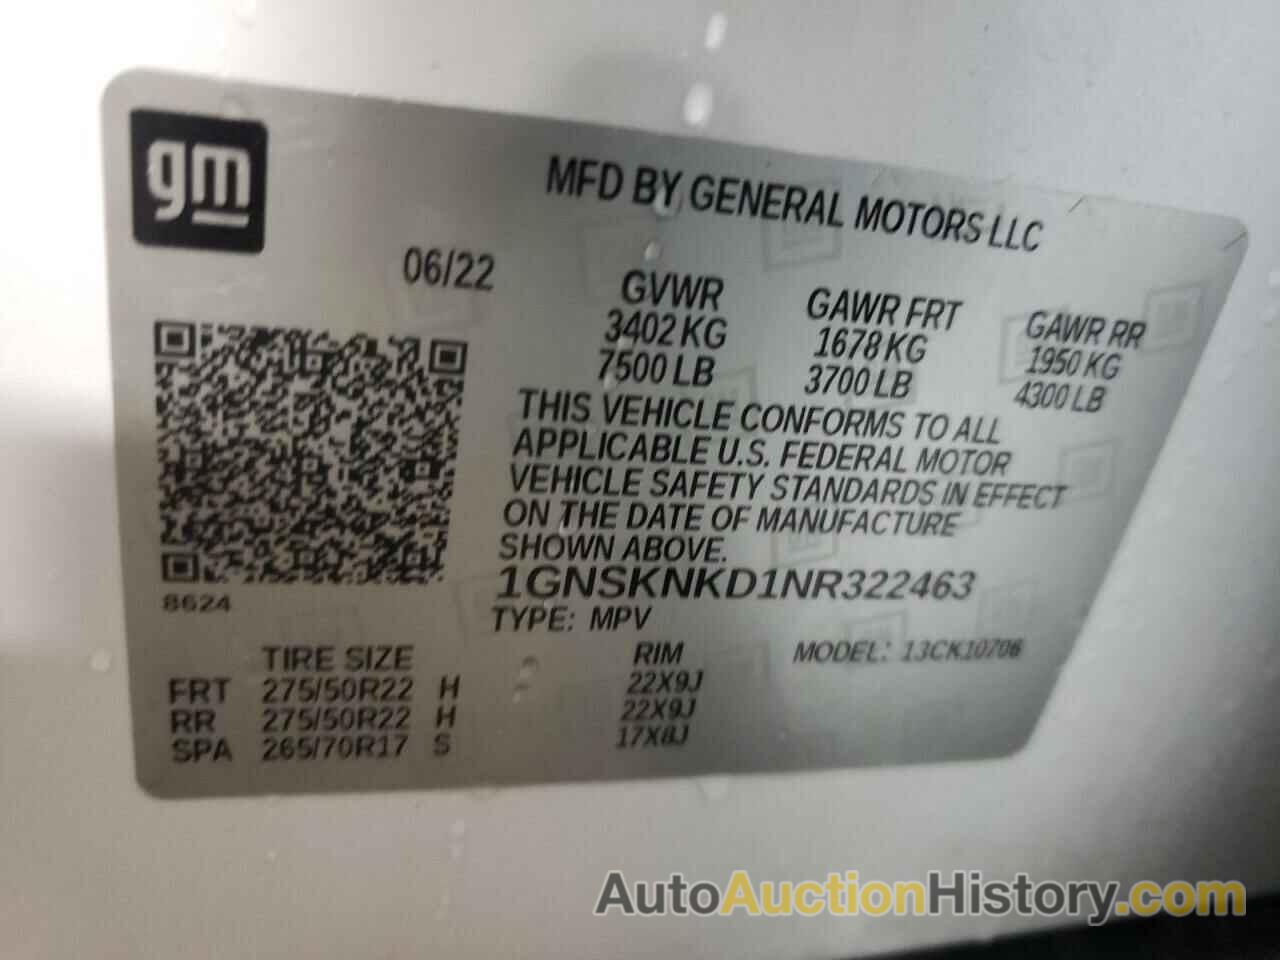 gm
MFD BY GENERAL MOTORS LLC
06/22
GVWR GAWR FRT GAWR RR
3402 KG 1678 KG 1950 KG
7500 LB 3700 LB 4300 LB
THIS VEHICLE CONFORMS TO ALL
APPLICABLE U.S. FEDERAL MOTOR
VEHICLE SAFETY STANDARDS IN EFFECT
ON THE DATE OF MANUFACTURE
SHOWN ABOVE.
1GNSKNKD1NR322463
8624
TYPE: MPV
TIRE SIZE RIM MODEL: 13CK10706
FRT 275/50R22 H 22X9J
RR 275/50R22 H 22X9J
SPA 265/70R17 S 17X8J
AutoAuctionHistory.com